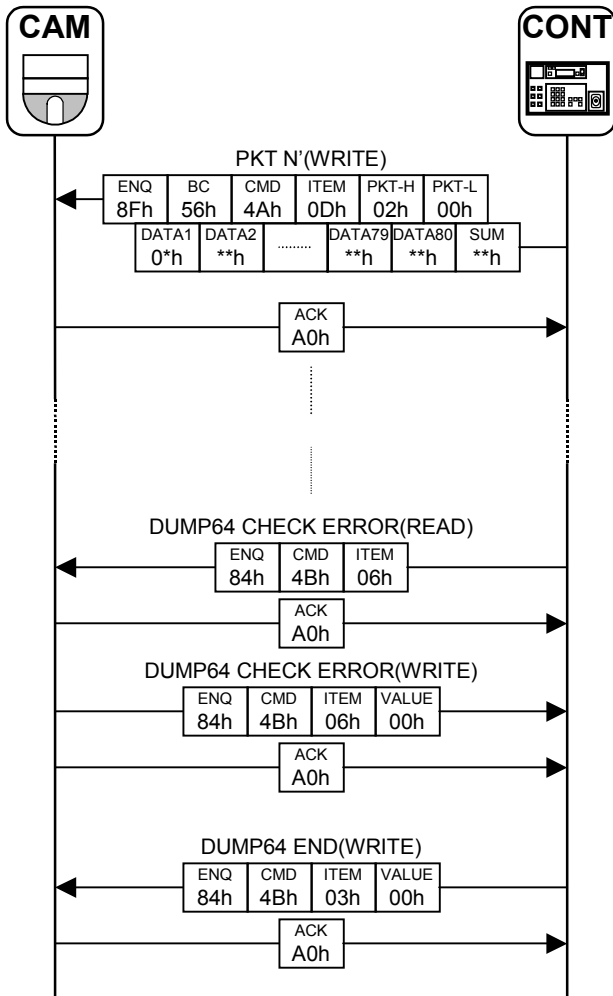 CAM CONT
PKT N’(WRITE)
ENQ BC CMD ITEM PKT-H PKT-L
8Fh 56h 4Ah 0Dh 02h 00h
DATA1 DATA2 ......... DATA79 DATA80 SUM
0*h **h **h **h **h
ACK
A0h
DUMP64 CHECK ERROR(READ)
ENQ CMD ITEM
84h 4Bh 06h
ACK
A0h
DUMP64 CHECK ERROR(WRITE)
ENQ CMD ITEM VALUE
84h 4Bh 06h 00h
ACK
A0h
DUMP64 END(WRITE)
ENQ CMD ITEM VALUE
84h 4Bh 03h 00h
ACK
A0h